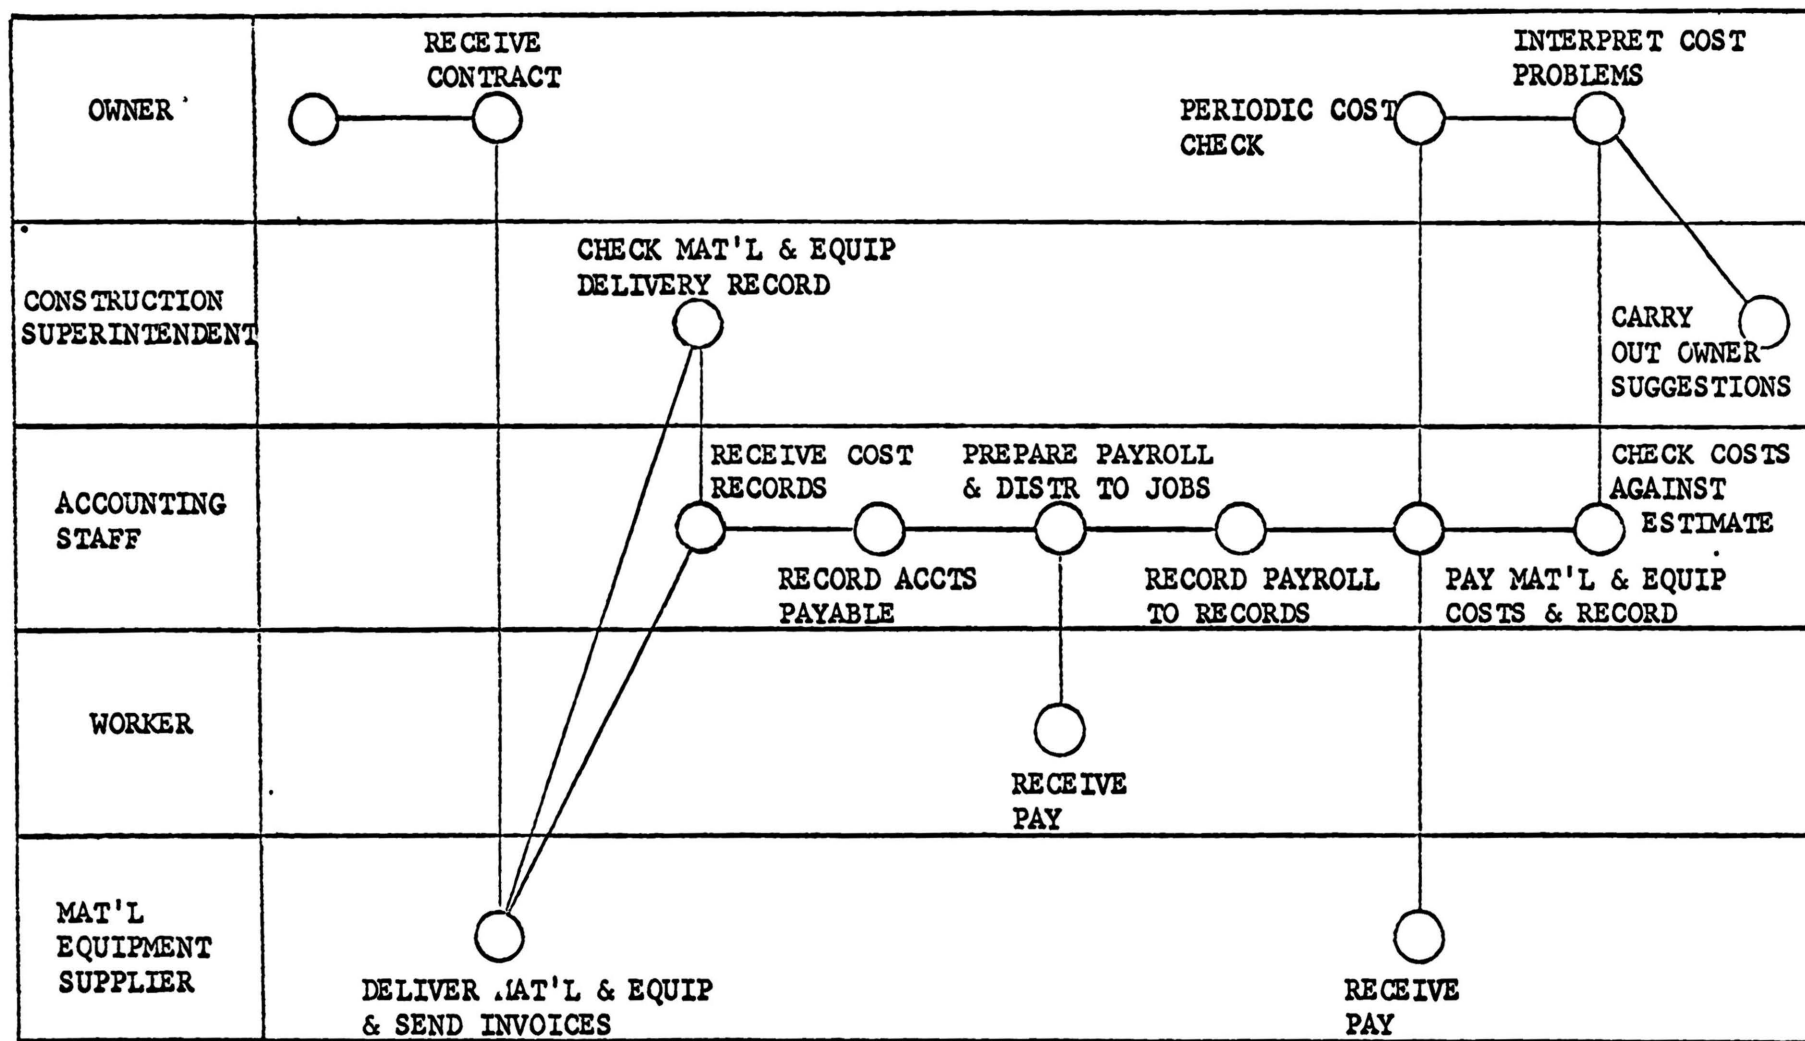 OWNER
RECEIVE
CONTRACT
PERIODIC COST
CHECK
INTERPRET COST
PROBLEMS
CONSTRUCTION
SUPERINTENDENT
CHECK MAT'L & EQUIP
DELIVERY RECORD
CARRY
OUT OWNER
SUGGESTIONS
ACCOUNTING
STAFF
RECEIVE COST
RECORDS
RECORD ACCTS
PAYABLE
PREPARE PAYROLL
& DISTR TO JOBS
RECORD PAYROLL
TO RECORDS
PAY MAT'L & EQUIP
COSTS & RECORD
CHECK COSTS
AGAINST
ESTIMATE
WORKER
RECEIVE
PAY
MAT'L
EQUIPMENT
SUPPLIER
DELIVER MAT'L & EQUIP
& SEND INVOICES
RECEIVE
PAY